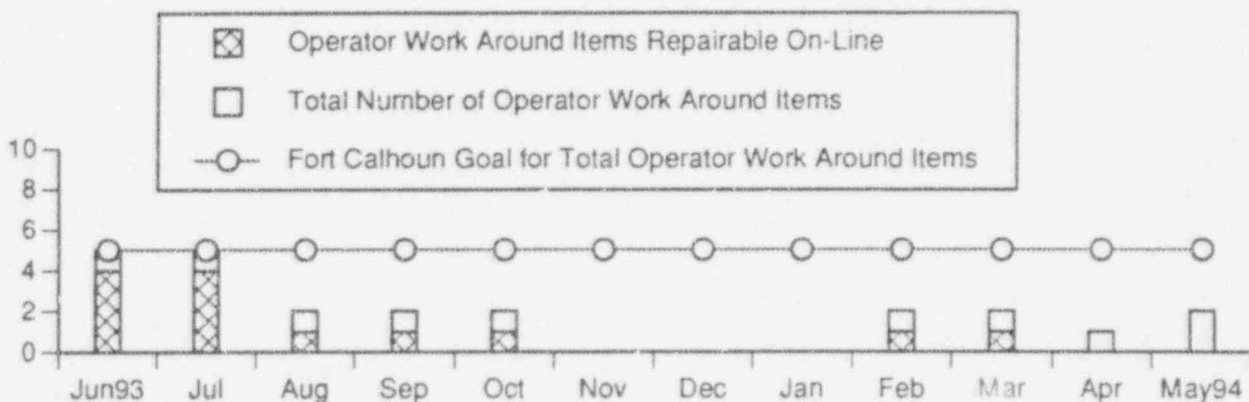 Operator Work Around Items Repairable On-Line
Total Number of Operator Work Around Items
Fort Calhoun Goal for Total Operator Work Around Items
10
8
6
4
2
0
Jun93 Jul Aug Sep Oct Nov Dec Jan Feb Mar Apr May94